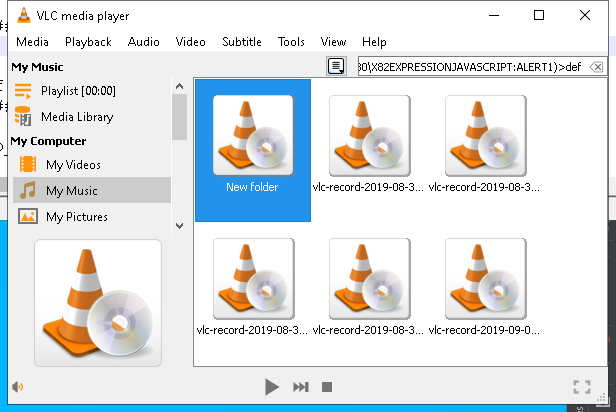 VLC media player
Media Playback Audio Video Subtitle Tools View Help
My Music
80\X82EXPRESSIONJAVASCRIPT:ALERT1)>def
Playlist [00:00]
Media Library
My Computer
My Videos
My Music
My Pictures
New folder
vlc-record-2019-08-3...
vlc-record-2019-08-3...
vlc-record-2019-08-3...
vlc-record-2019-08-3...
vlc-record-2019-09-0...